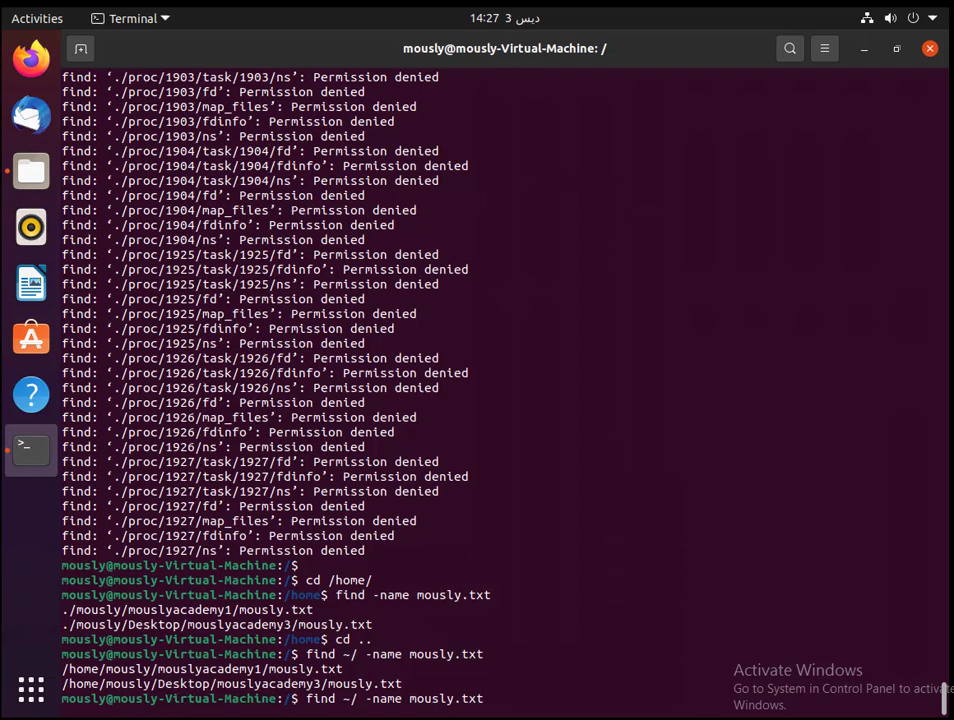 Activities
Terminal
14:27 3 ديس
mously@mously-Virtual-Machine: /
find: ‘./proc/1903/task/1903/ns’: Permission denied
find: ‘./proc/1903/fd’: Permission denied
find: ‘./proc/1903/map_files’: Permission denied
find: ‘./proc/1903/fdinfo’: Permission denied
find: ‘./proc/1903/ns’: Permission denied
find: ‘./proc/1904/task/1904/fd’: Permission denied
find: ‘./proc/1904/task/1904/fdinfo’: Permission denied
find: ‘./proc/1904/task/1904/ns’: Permission denied
find: ‘./proc/1904/fd’: Permission denied
find: ‘./proc/1904/map_files’: Permission denied
find: ‘./proc/1904/fdinfo’: Permission denied
find: ‘./proc/1904/ns’: Permission denied
find: ‘./proc/1925/task/1925/fd’: Permission denied
find: ‘./proc/1925/task/1925/fdinfo’: Permission denied
find: ‘./proc/1925/task/1925/ns’: Permission denied
find: ‘./proc/1925/fd’: Permission denied
find: ‘./proc/1925/map_files’: Permission denied
find: ‘./proc/1925/fdinfo’: Permission denied
find: ‘./proc/1925/ns’: Permission denied
find: ‘./proc/1926/task/1926/fd’: Permission denied
find: ‘./proc/1926/task/1926/fdinfo’: Permission denied
find: ‘./proc/1926/task/1926/ns’: Permission denied
find: ‘./proc/1926/fd’: Permission denied
find: ‘./proc/1926/map_files’: Permission denied
find: ‘./proc/1926/fdinfo’: Permission denied
find: ‘./proc/1926/ns’: Permission denied
find: ‘./proc/1927/task/1927/fd’: Permission denied
find: ‘./proc/1927/task/1927/fdinfo’: Permission denied
find: ‘./proc/1927/task/1927/ns’: Permission denied
find: ‘./proc/1927/fd’: Permission denied
find: ‘./proc/1927/map_files’: Permission denied
find: ‘./proc/1927/fdinfo’: Permission denied
find: ‘./proc/1927/ns’: Permission denied
mously@mously-Virtual-Machine:/$
mously@mously-Virtual-Machine:/$ cd /home/
mously@mously-Virtual-Machine:/home$ find -name mously.txt
./mously/mouslyacademy1/mously.txt
./mously/Desktop/mouslyacademy3/mously.txt
mously@mously-Virtual-Machine:/home$ cd ..
mously@mously-Virtual-Machine:/$ find ~/ -name mously.txt
/home/mously/mouslyacademy1/mously.txt
/home/mously/Desktop/mouslyacademy3/mously.txt
mously@mously-Virtual-Machine:/$ find ~/ -name mously.txt
Activate Windows
Go to System in Control Panel to activate
Windows.